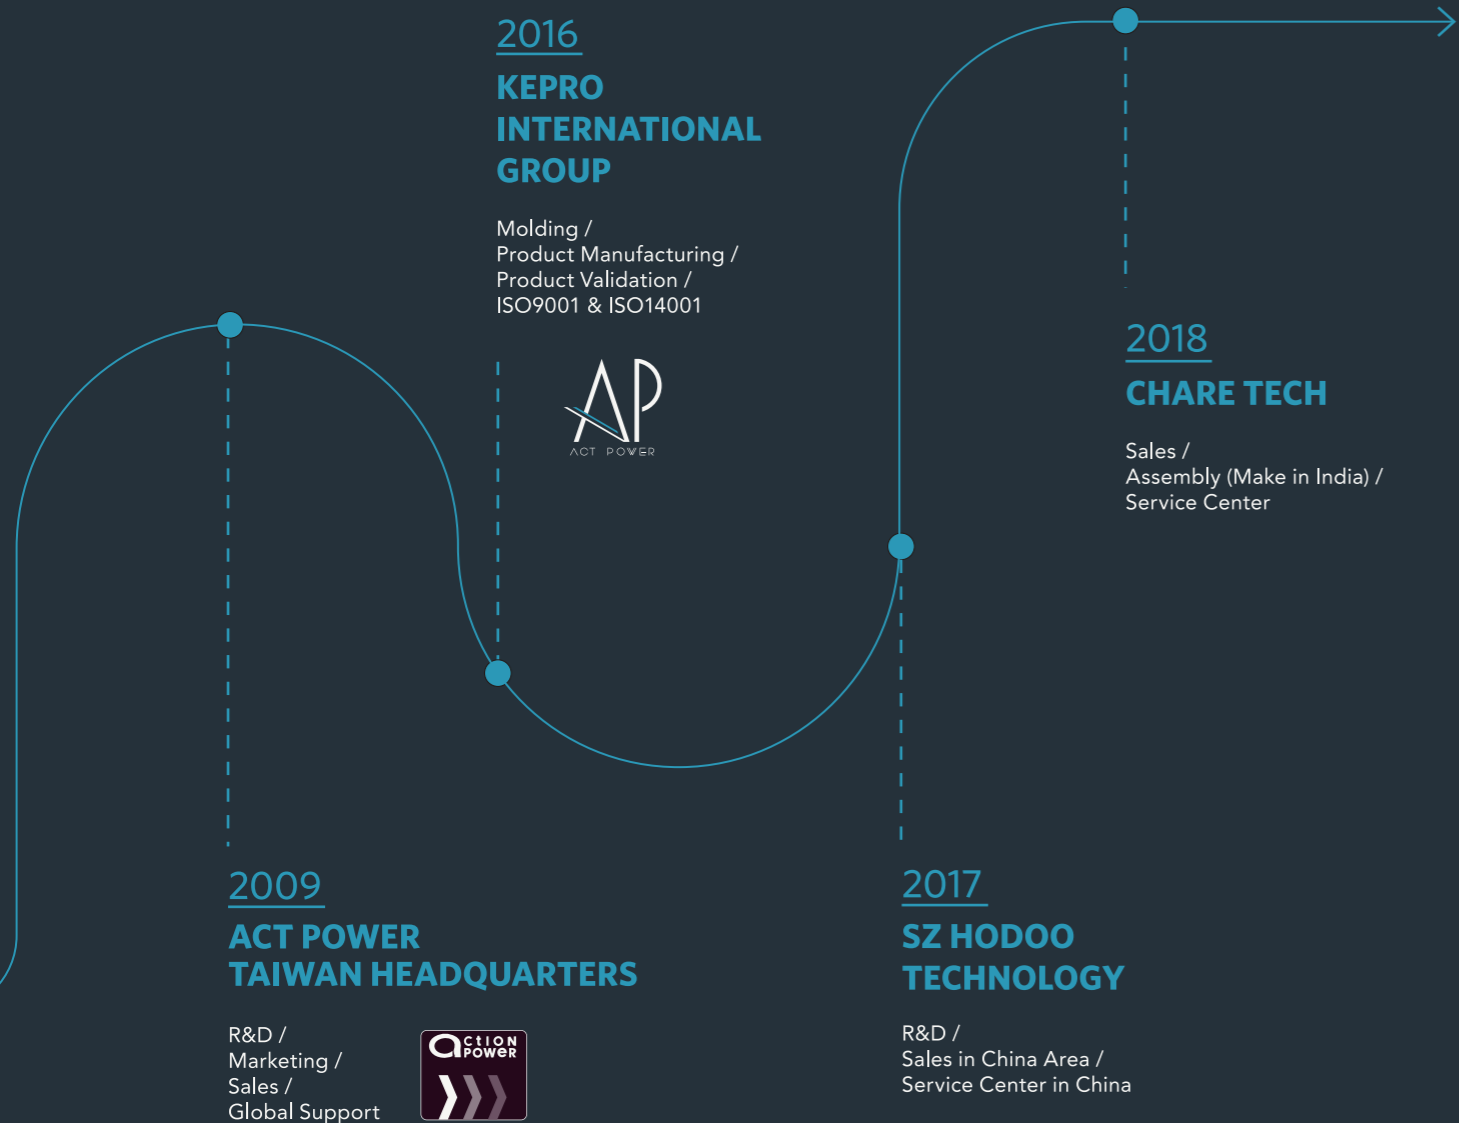 2016
KEPRO
INTERNATIONAL
GROUP
Molding /
Product Manufacturing /
Product Validation /
ISO9001 & ISO14001
AP
ACT POWER
2018
CHARE TECH
Sales /
Assembly (Make in India) /
Service Center
2009
ACT POWER
TAIWAN HEADQUARTERS
R&D /
Marketing /
Sales /
Global Support
action
POWER
2017
SZ HODOO
TECHNOLOGY
R&D /
Sales in China Area /
Service Center in China